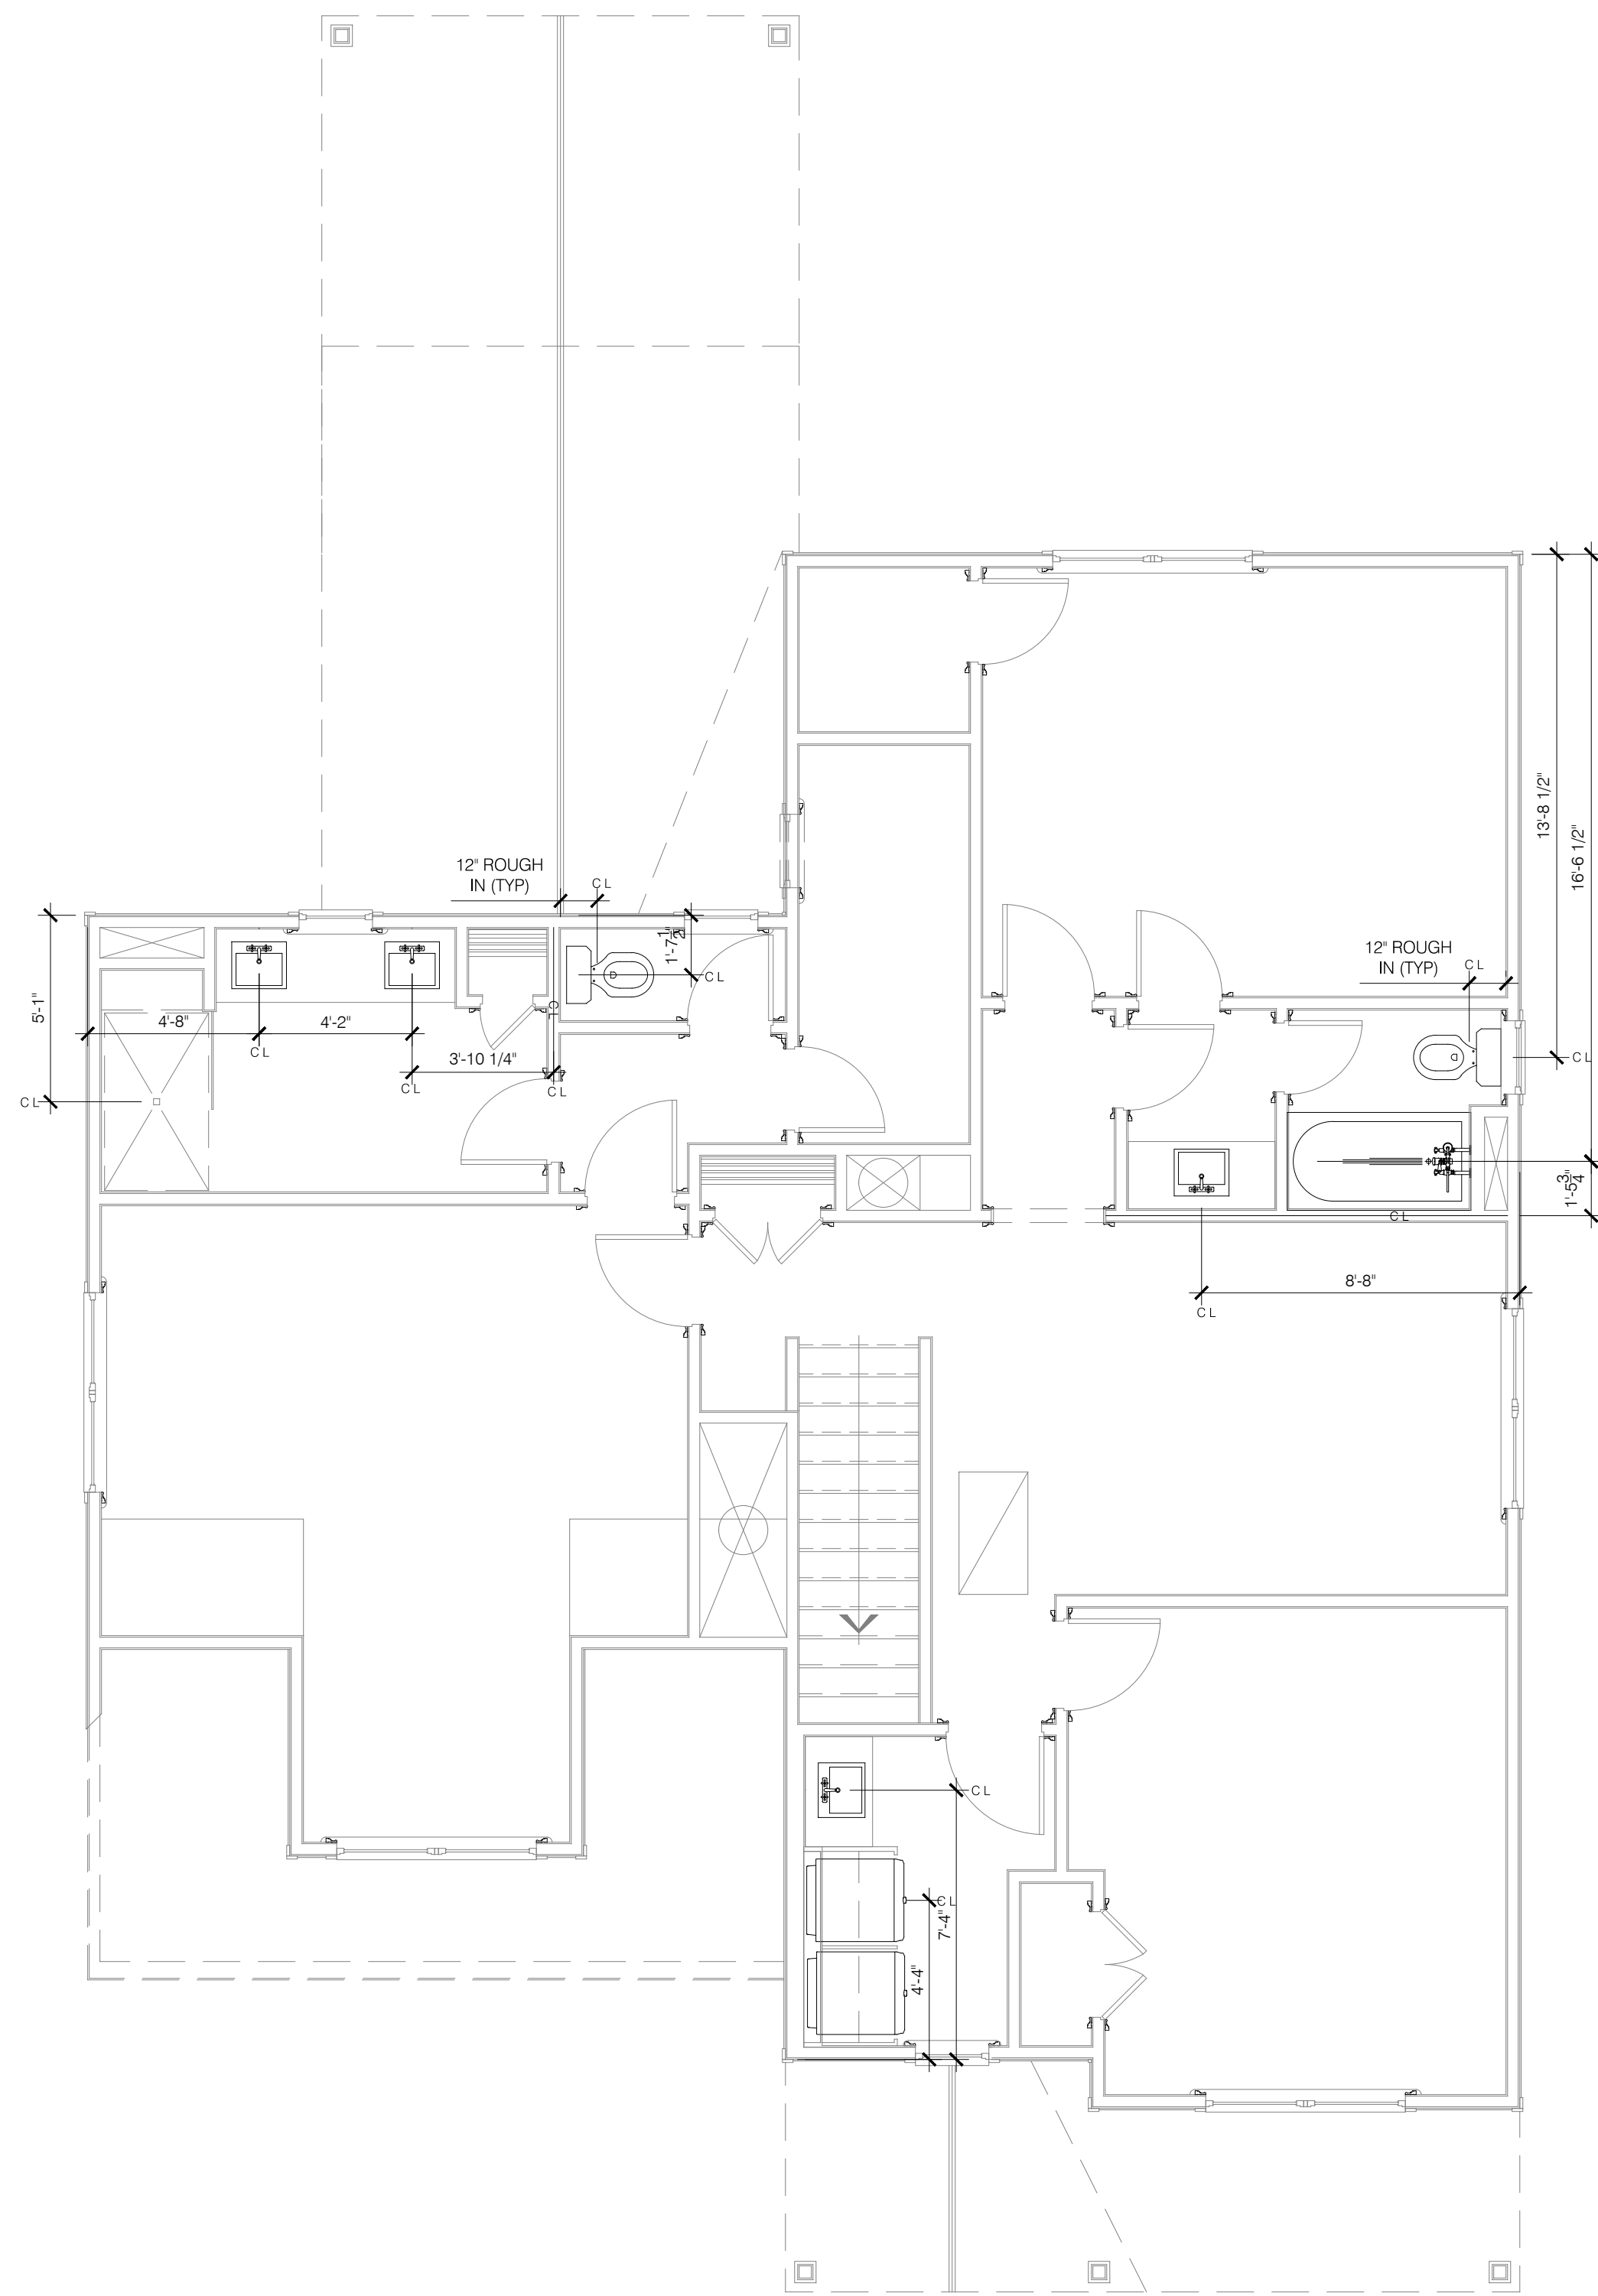 13'-8 1/2"
16'-6 1/2"
12" ROUGH
IN (TYP)
CL
1'-7 1/2"
CL
12" ROUGH
IN (TYP)
CL
5'-1"
4'-8"
4'-2"
CL
3'-10 1/4"
CL
CL
CL
CL
CL
CL
1'-5 3/4"
CL
8'-8"
CL
CL
CL
7'-4"
4'-4"